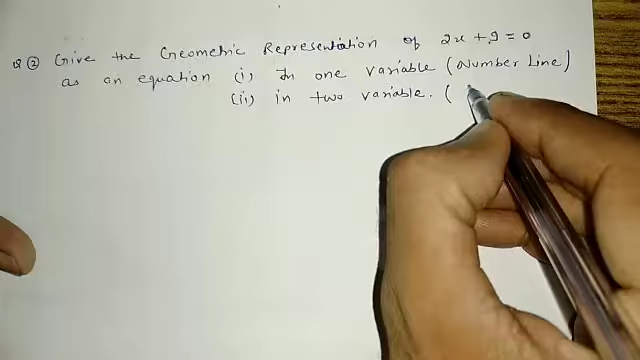 Q ② Give the Geometric Representation of 2x + 9 = 0
as an equation (i) In one variable (Number Line)
(ii) in two variable. (